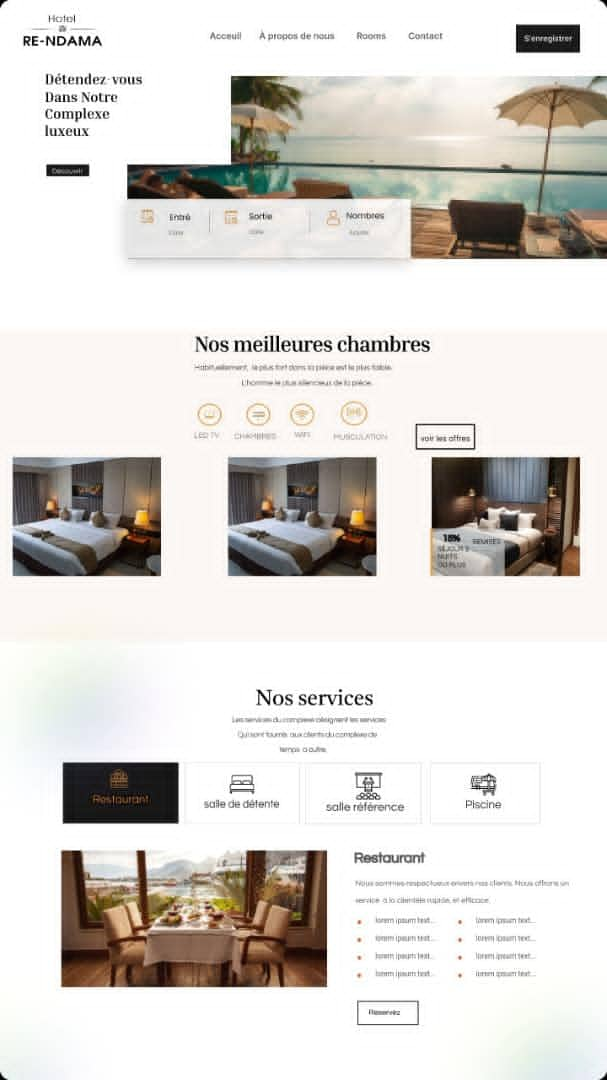 Hotel
RE-NDAMA
Acceuil
À propos de nous
Rooms
Contact
S'enregistrer
Détendez-vous
Dans Notre
Complexe
luxeux
Découvrir
Entré
Date
Sortie
Date
Nombres
Adulte
Nos meilleures chambres
Habituellement, le plus fort dans la pièce est le plus faible.
L'homme le plus silencieux de la pièce.
LED TV
CHAMBRES
WIFI
MUSCULATION
voir les offres
15% REMISES
SÉJOUR 2
NUITS
OU PLUS
Nos services
Les services du complexe désignent les services
Qui sont fournis aux clients du complexe de
temps à autre.
Restaurant
salle de détente
salle référence
Piscine
Restaurant
Nous sommes respectueux envers nos clients. Nous offrons un
service à la clientèle rapide, et efficace.
lorem ipsum text... lorem ipsum text...
lorem ipsum text... lorem ipsum text...
lorem ipsum text... lorem ipsum text...
lorem ipsum text... lorem ipsum text...
Réservez